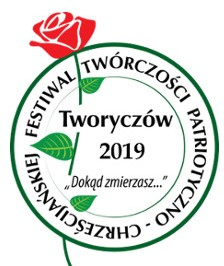 FESTIWAL TWÓRCZOŚCI PATRIOTYCZNO - CHRZEŚCIJAŃSKIEJ
Tworyczów
2019
„Dokąd zmierzasz..."